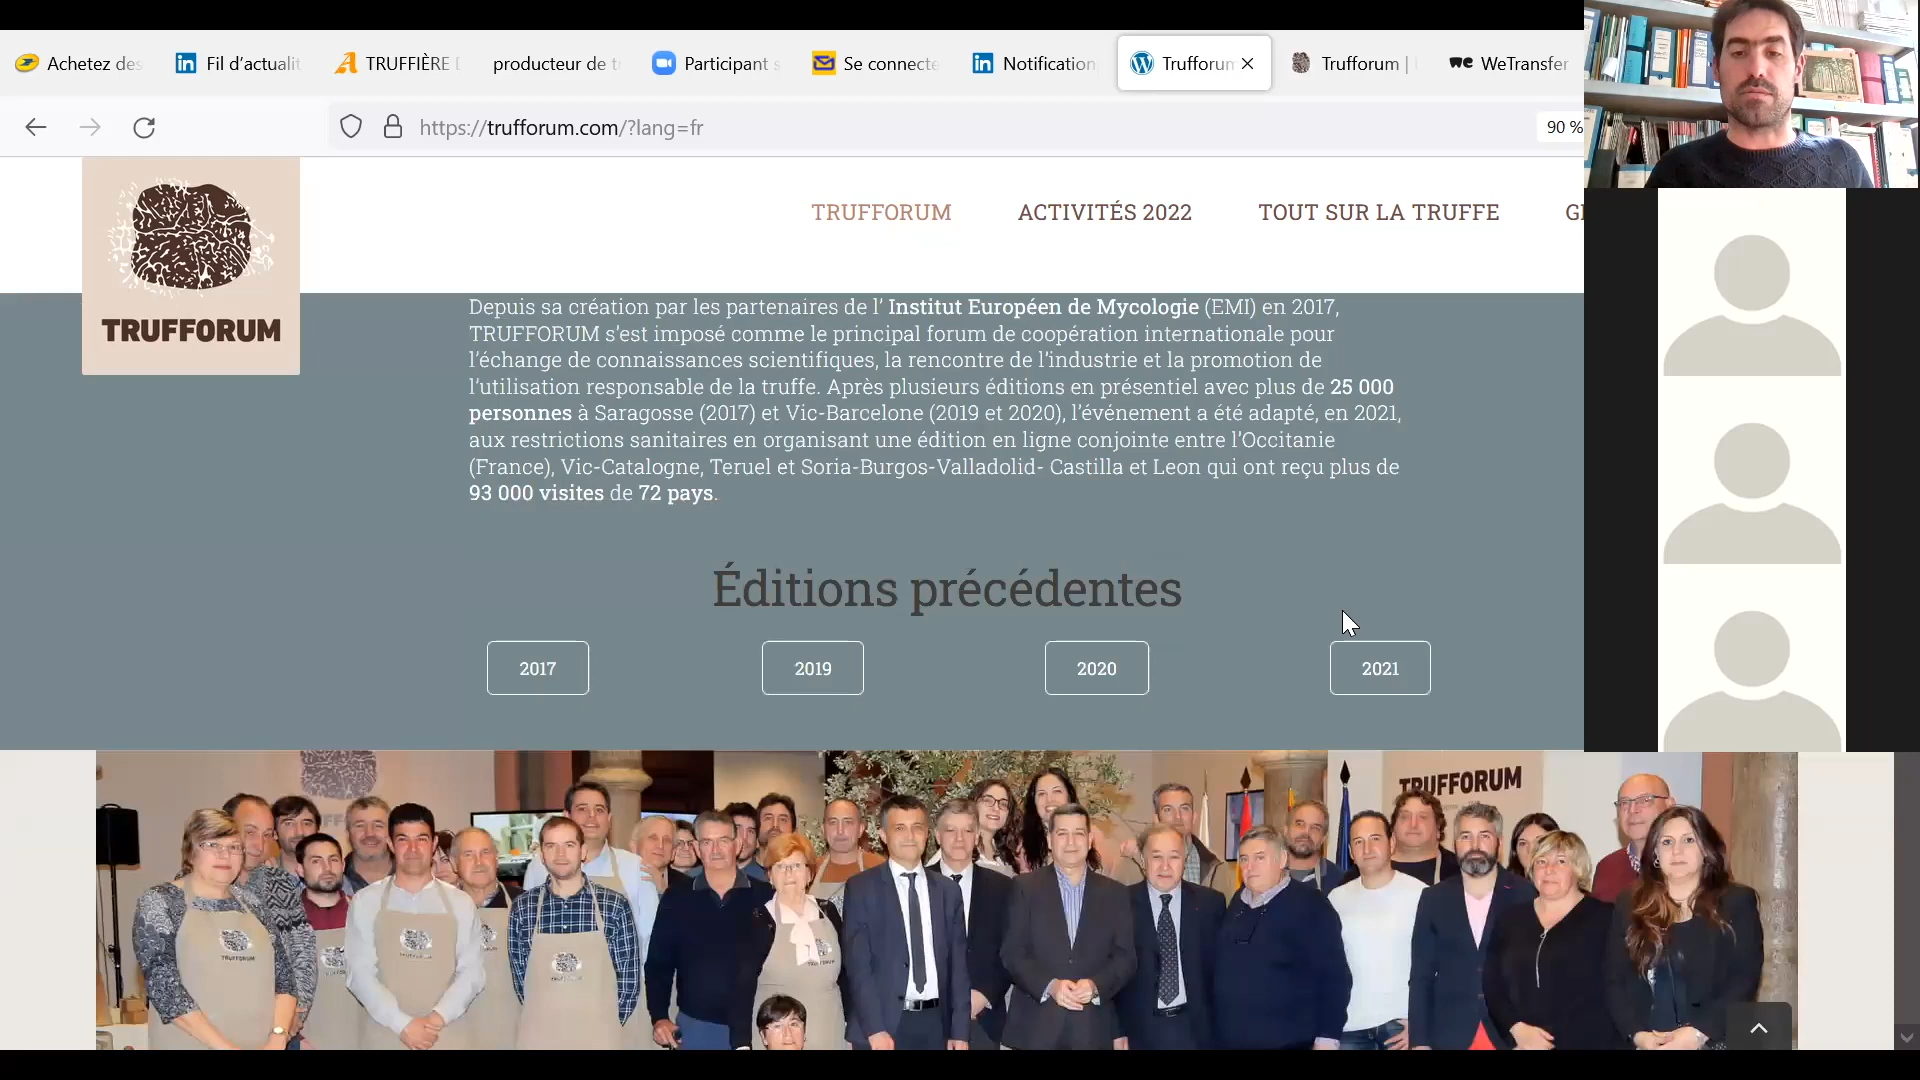 Achetez des
Fil d'actualit
TRUFFIÈRE
producteur de t
Participant s
Se connecte
Notification
Trufforum
Trufforum |
WeTransfer
https://trufforum.com/?lang=fr
90 %
TRUFFORUM
ACTIVITÉS 2022
TOUT SUR LA TRUFFE
TRUFFORUM
Depuis sa création par les partenaires de l' Institut Européen de Mycologie (EMI) en 2017,
TRUFFORUM s'est imposé comme le principal forum de coopération internationale pour
l'échange de connaissances scientifiques, la rencontre de l'industrie et la promotion de
l'utilisation responsable de la truffe. Après plusieurs éditions en présentiel avec plus de 25 000
personnes à Saragosse (2017) et Vic-Barcelone (2019 et 2020), l'événement a été adapté, en 2021,
aux restrictions sanitaires en organisant une édition en ligne conjointe entre l'Occitanie
(France), Vic-Catalogne, Teruel et Soria-Burgos-Valladolid- Castilla et Leon qui ont reçu plus de
93 000 visites de 72 pays.
Éditions précédentes
2017
2019
2020
2021
TRUFFORUM
TRUFFORUM
TRUFFORUM
TRUFFORUM